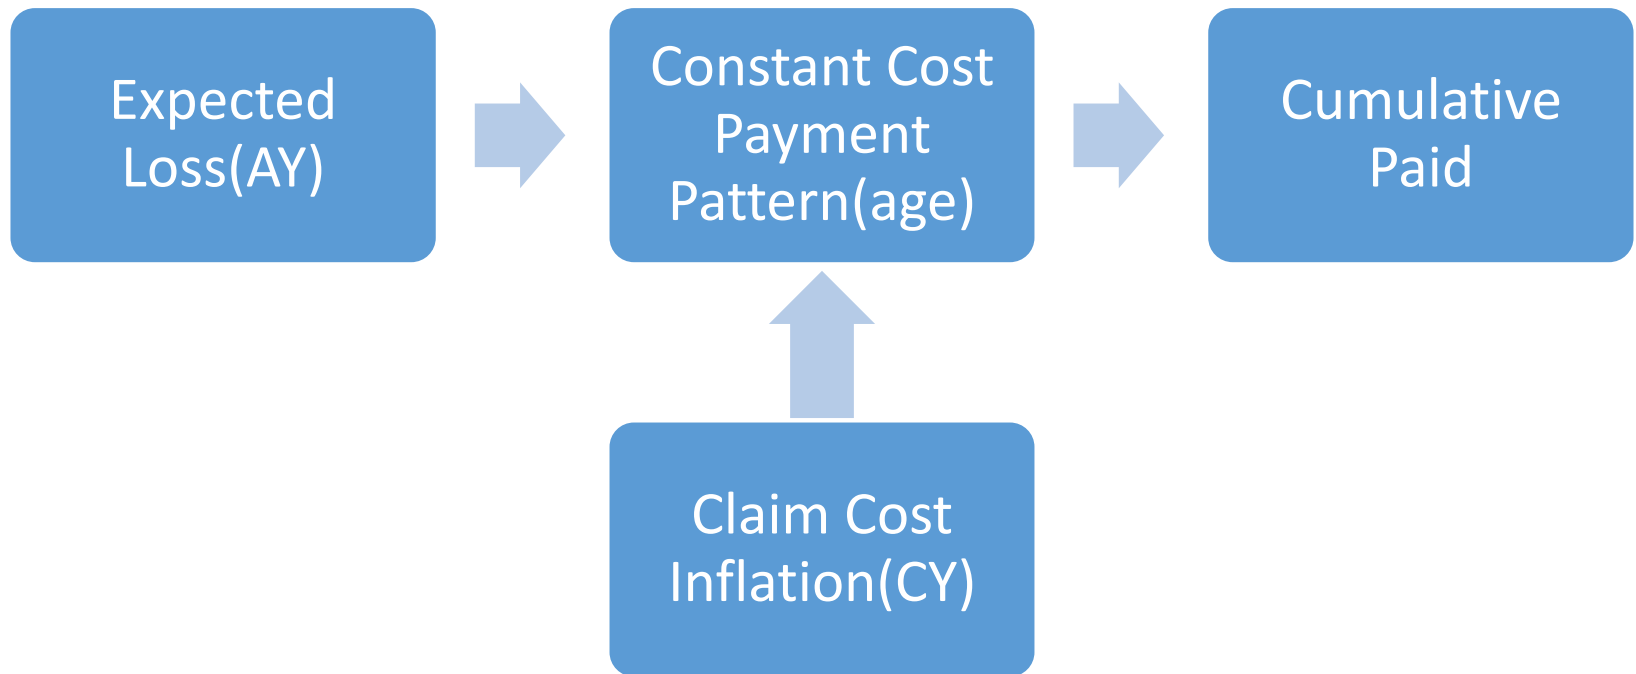 Expected
Loss(AY)
Constant Cost
Payment
Pattern(age)
Cumulative
Paid
Claim Cost
Inflation(CY)